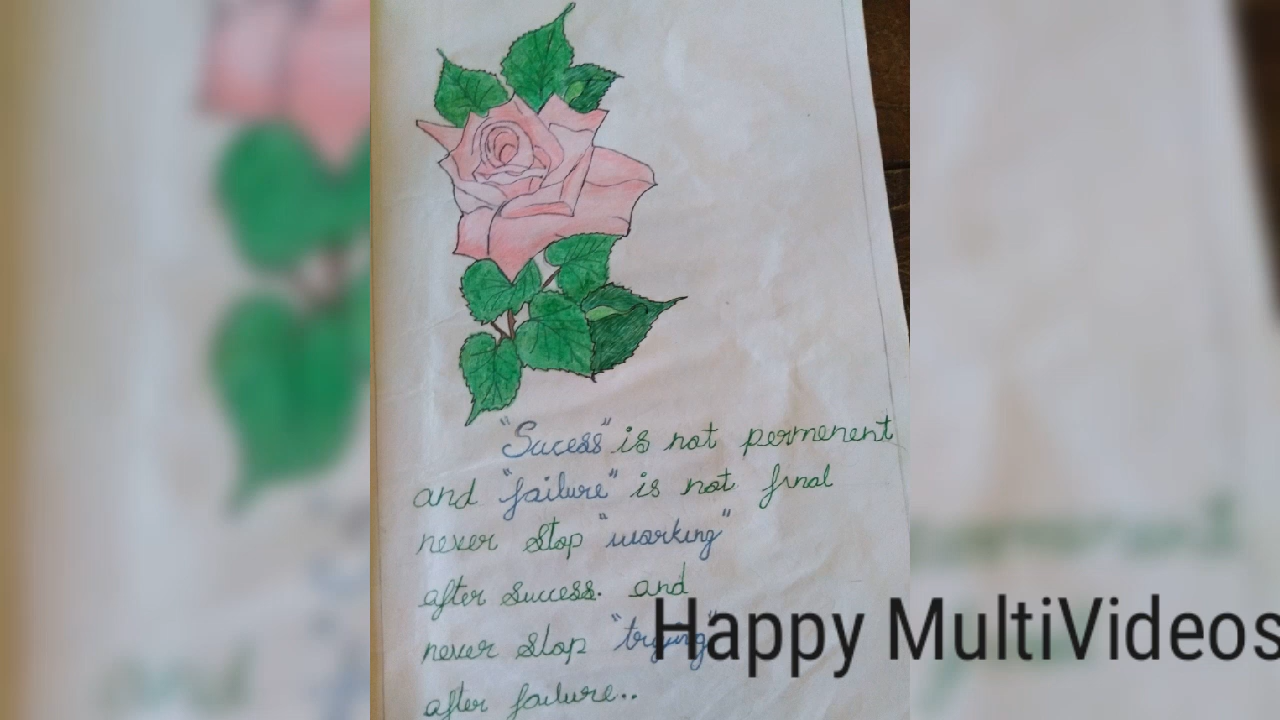 "Sucess" is not permenent
and "failure" is not final
never stop "working"
after success. and
never stop "trying"
after failure..
Happy MultiVideos